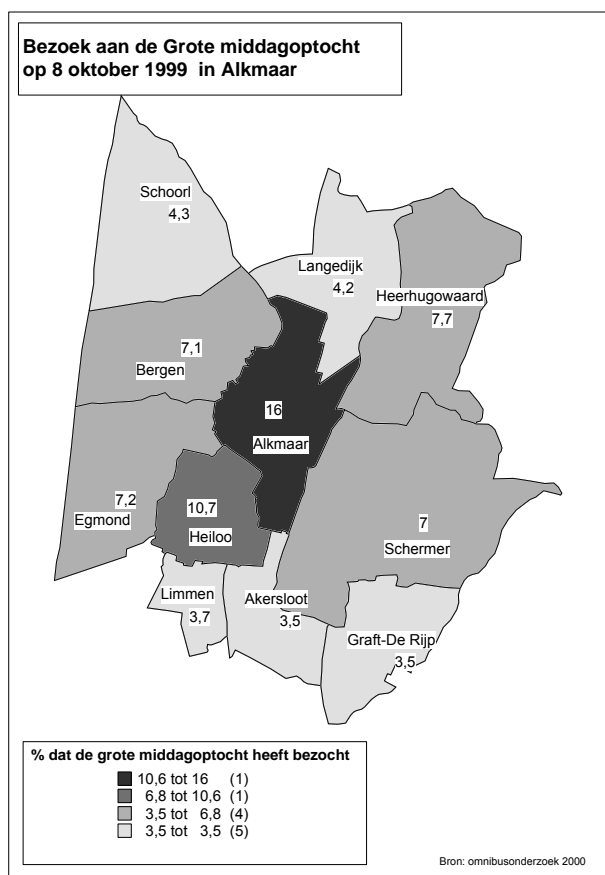 Bezoek aan de Grote middagoptocht
op 8 oktober 1999 in Alkmaar
Schoorl
4,3
Langedijk
4,2
Heerhugowaard
7,7
7,1
Bergen
16
Alkmaar
7,2
Egmond
10,7
Heiloo
7
Schermer
Limmen
3,7
Akersloot
3,5
Graft-De Rijp
3,5
% dat de grote middagoptocht heeft bezocht
10,6 tot 16 (1)
6,8 tot 10,6 (1)
3,5 tot 6,8 (4)
3,5 tot 3,5 (5)
Bron: omnibusonderzoek 2000